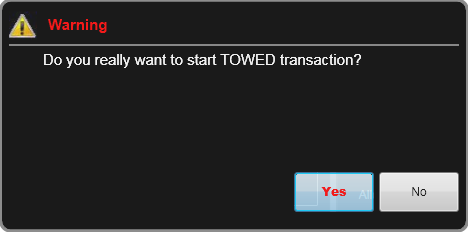 Warning
Do you really want to start TOWED transaction?
Yes
No